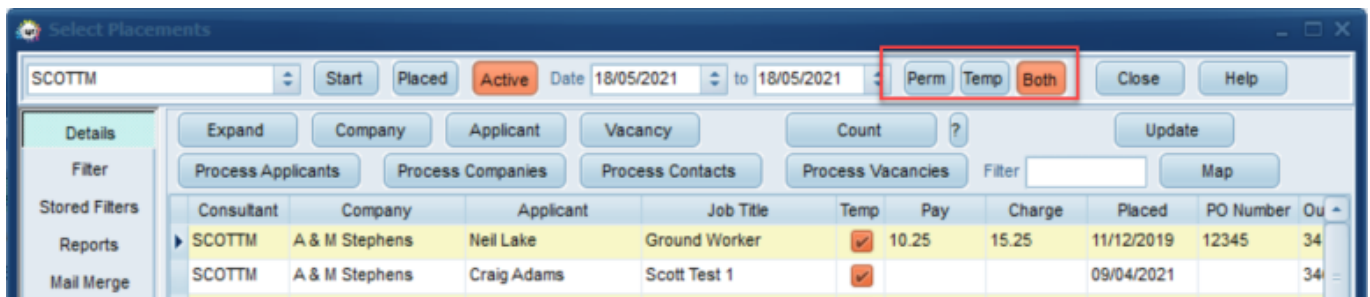 Select Placements
SCOTTM Start Placed Active Date 18/05/2021 to 18/05/2021 Perm Temp Both Close Help
Details Expand Company Applicant Vacancy Count ? Update
Filter Process Applicants Process Companies Process Contacts Process Vacancies Filter Map
Stored Filters Consultant Company Applicant Job Title Temp Pay Charge Placed PO Number Ou
Reports SCOTTM A & M Stephens Neil Lake Ground Worker 10.25 15.25 11/12/2019 12345 34
Mail Merge SCOTTM A & M Stephens Craig Adams Scott Test 1 09/04/2021 34